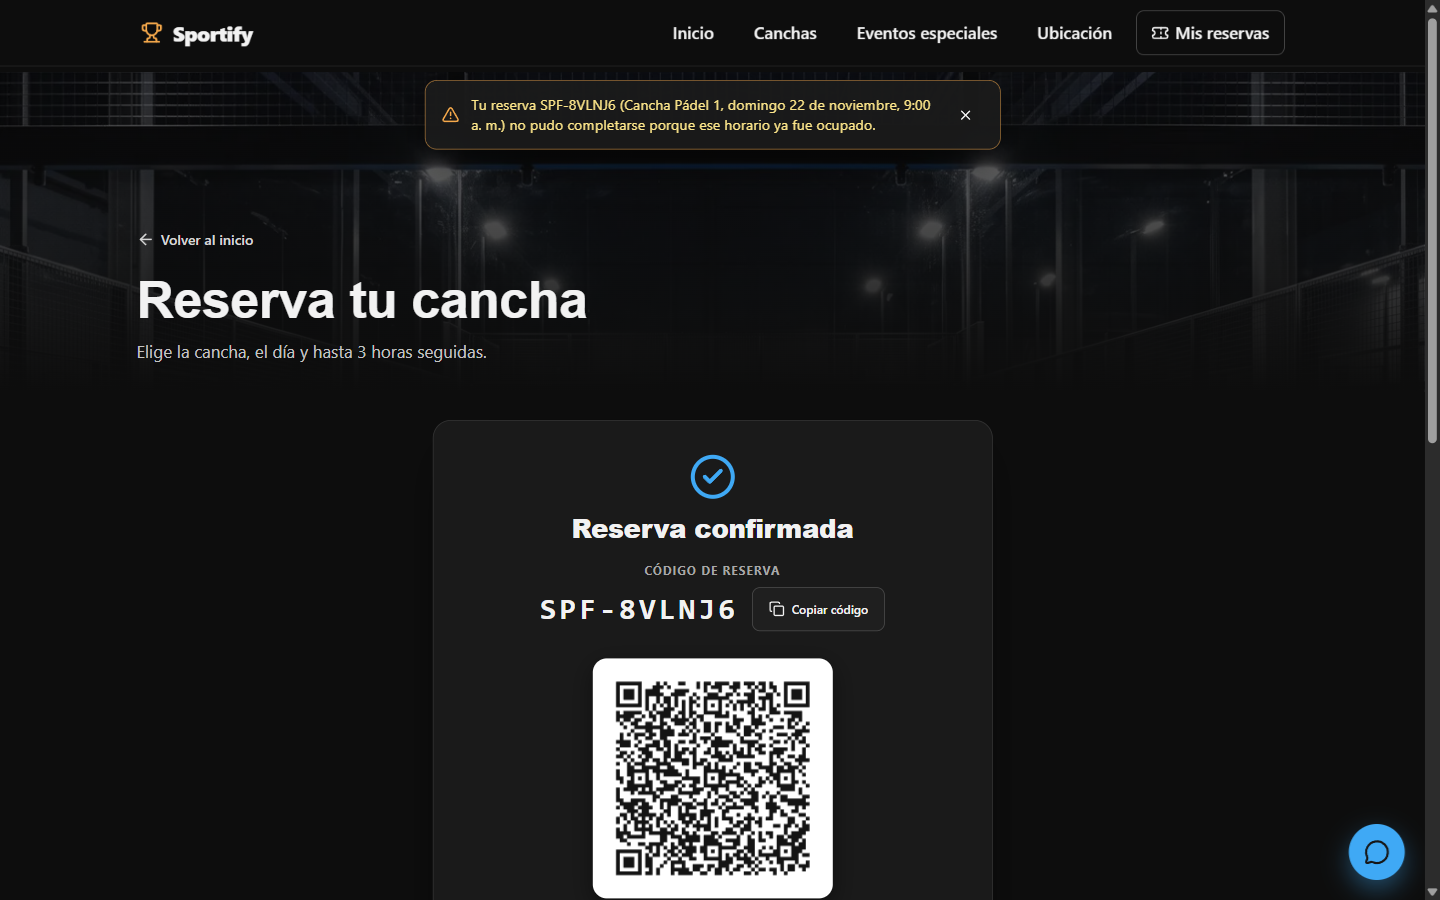 Sportify
Inicio
Canchas
Eventos especiales
Ubicación
Mis reservas
Tu reserva SPF-8VLNJ6 (Cancha Pádel 1, domingo 22 de noviembre, 9:00
a. m.) no pudo completarse porque ese horario ya fue ocupado.
Volver al inicio
Reserva tu cancha
Elige la cancha, el día y hasta 3 horas seguidas.
Reserva confirmada
CÓDIGO DE RESERVA
SPF-8VLNJ6
Copiar código